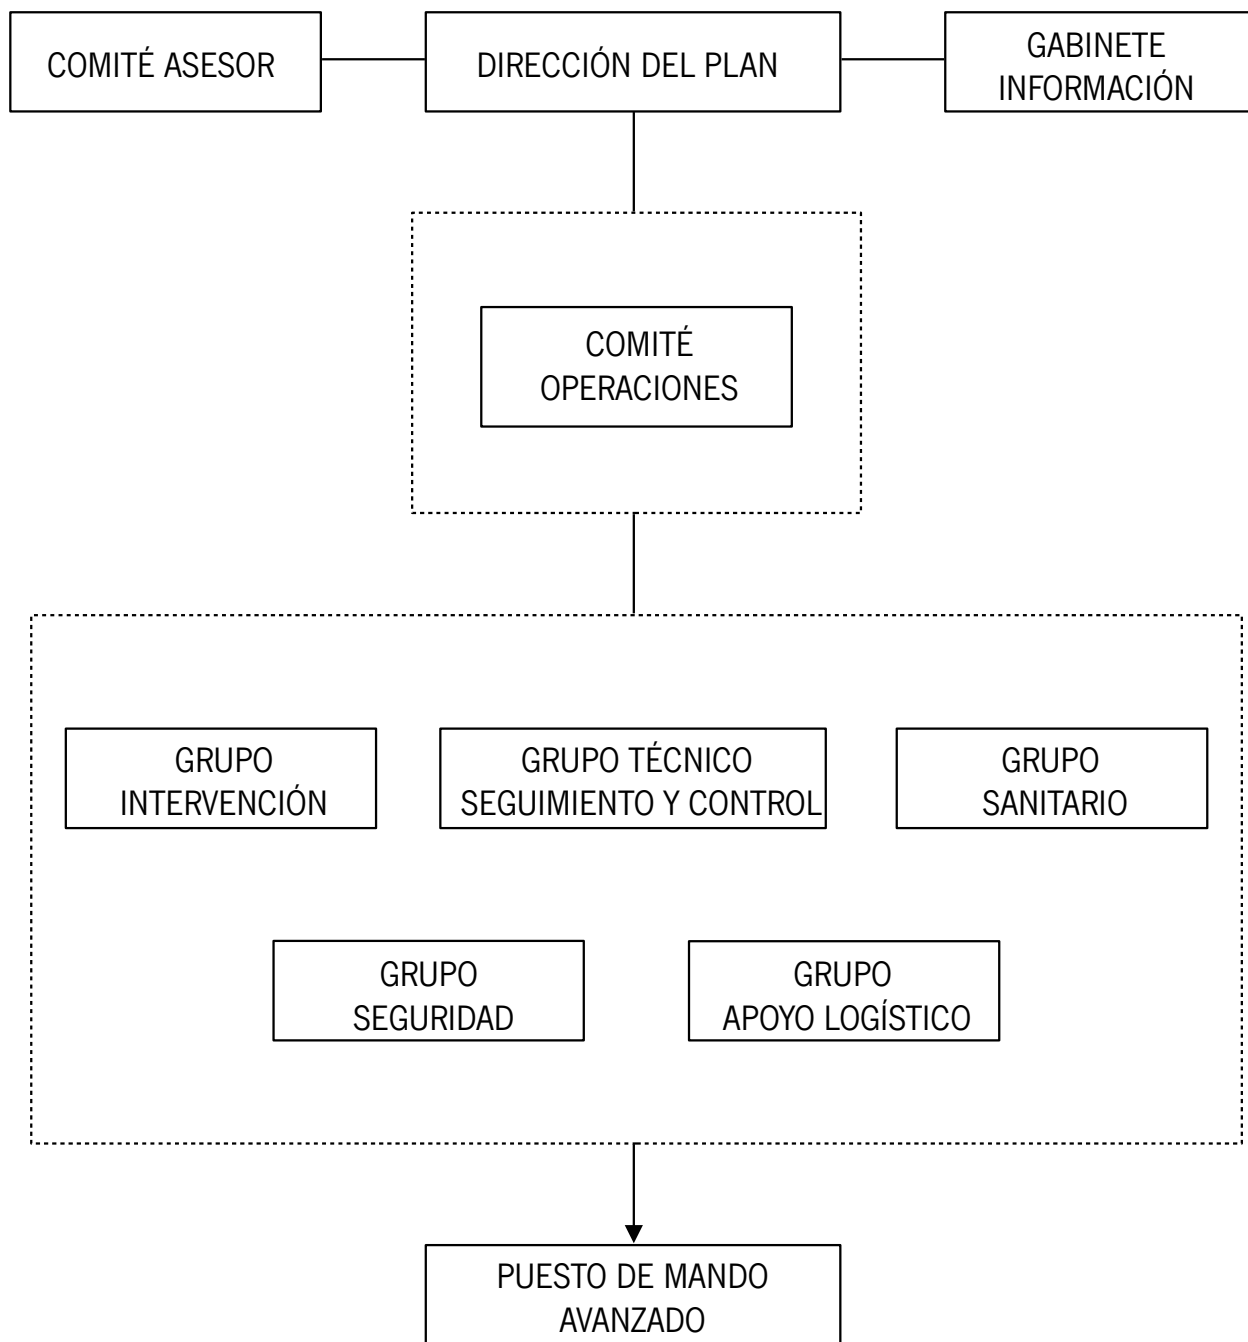 COMITÉ ASESOR
DIRECCIÓN DEL PLAN
GABINETE
INFORMACIÓN
COMITÉ
OPERACIONES
GRUPO
INTERVENCIÓN
GRUPO TÉCNICO
SEGUIMIENTO Y CONTROL
GRUPO
SANITARIO
GRUPO
SEGURIDAD
GRUPO
APOYO LOGÍSTICO
PUESTO DE MANDO
AVANZADO